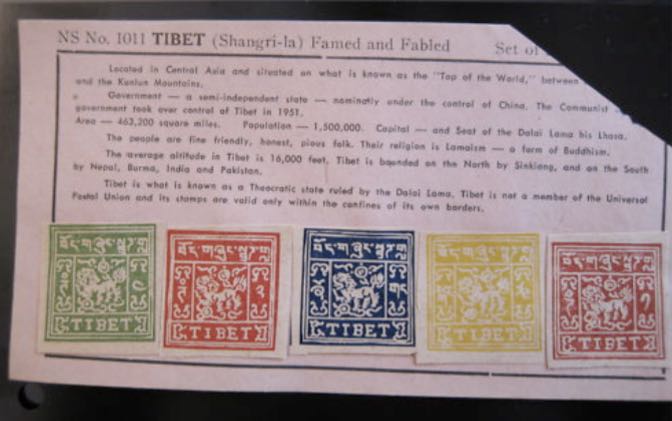 NS No. 1011 TIBET (Shangri-la) Famed and Fabled Set of
Located in Central Asia and situated on what is known as the "Top of the World," between
and the Kunlun Mountains.
Government — a semi-independent state — nominally under the control of China. The Communist
government took over control of Tibet in 1951.
Area — 463,200 square miles. Population — 1,500,000. Capital — and Seat of the Dalai Lama his Lhasa.
The people are fine friendly, honest, pious folk. Their religion is Lamaism — a form of Buddhism.
The average altitude in Tibet is 16,000 feet. Tibet is bounded on the North by Sinkiang, and on the South
by Nepal, Burma, India and Pakistan.
Tibet is what is known as a Theocratic state ruled by the Dalai Lama. Tibet is not a member of the Universal
Postal Union and its stamps are valid only within the confines of its own borders.
TIBET
TIBET
TIBET
TIBET
TIBET